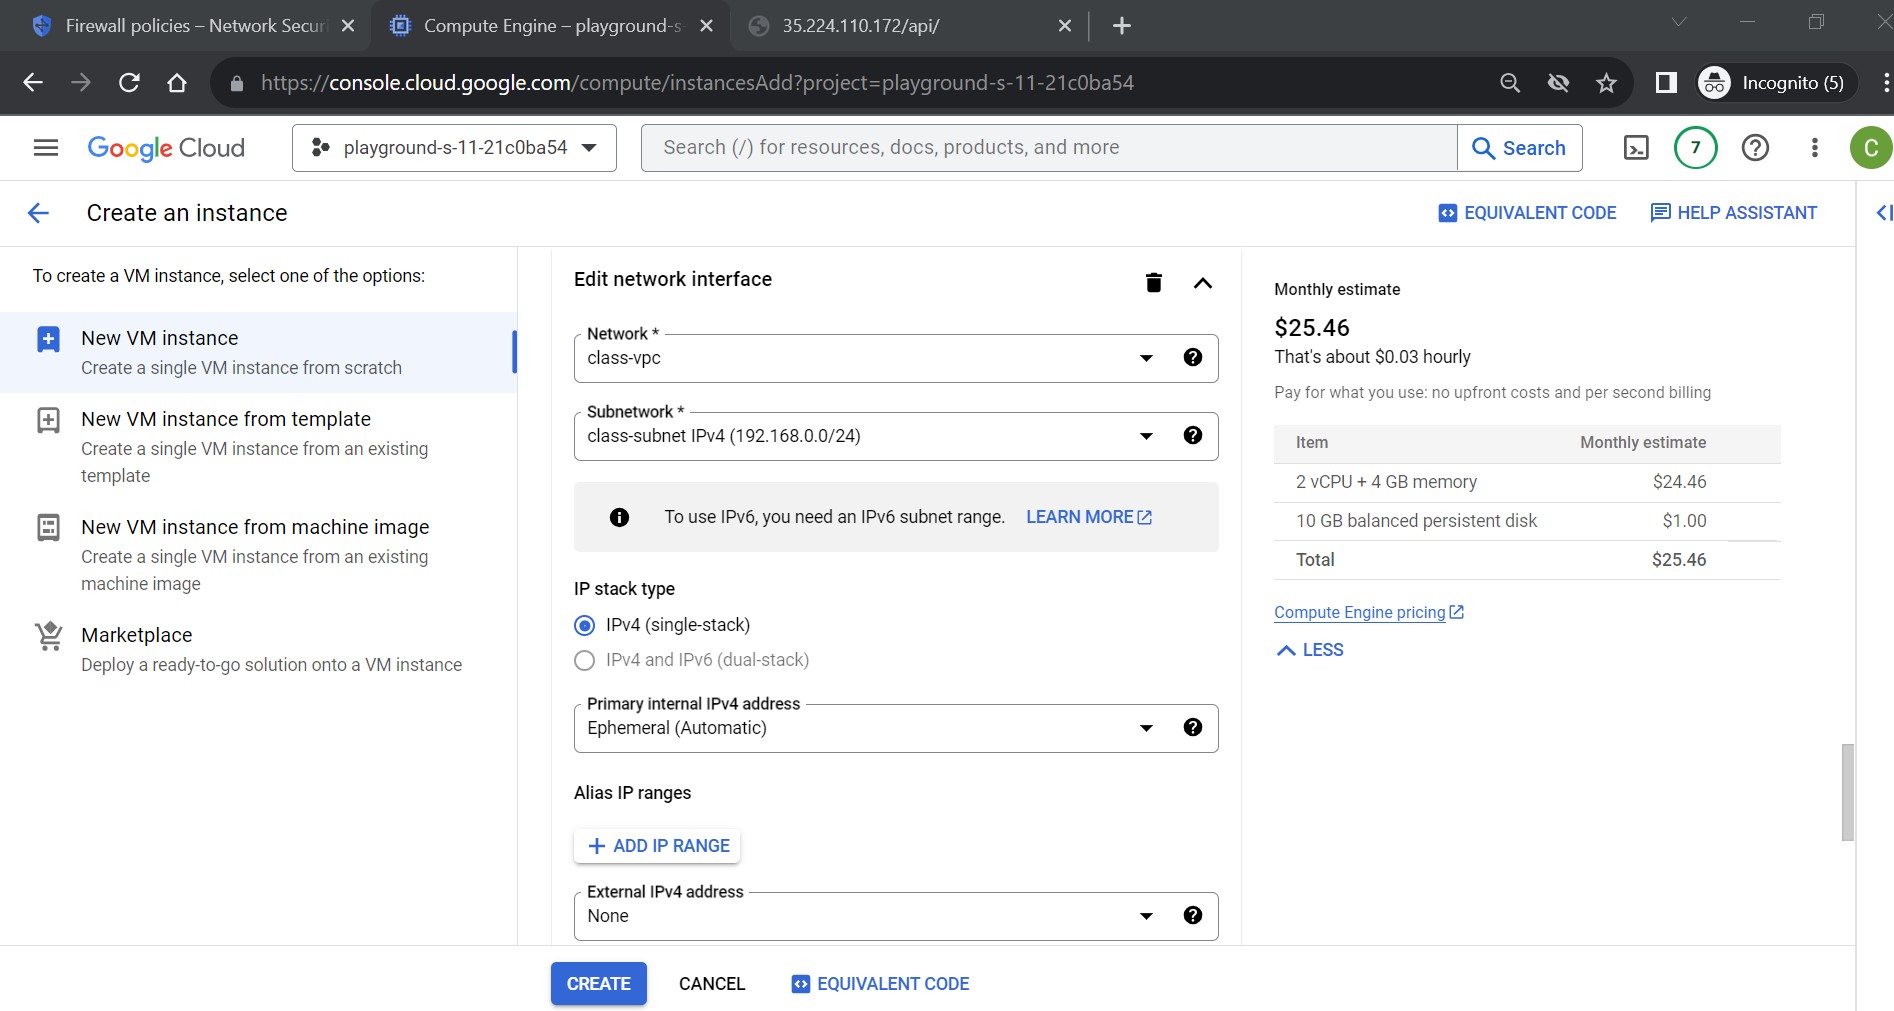 Firewall policies – Network Securi
Compute Engine – playground-s-
35.224.110.172/api/
https://console.cloud.google.com/compute/instancesAdd?project=playground-s-11-21c0ba54
Incognito (5)
Google Cloud
playground-s-11-21c0ba54
Search (/) for resources, docs, products, and more
Search
7
C
Create an instance
EQUIVALENT CODE
HELP ASSISTANT
To create a VM instance, select one of the options:
New VM instance
Create a single VM instance from scratch
New VM instance from template
Create a single VM instance from an existing
template
New VM instance from machine image
Create a single VM instance from an existing
machine image
Marketplace
Deploy a ready-to-go solution onto a VM instance
Edit network interface
Network *
class-vpc
Subnetwork *
class-subnet IPv4 (192.168.0.0/24)
To use IPv6, you need an IPv6 subnet range. LEARN MORE
IP stack type
IPv4 (single-stack)
IPv4 and IPv6 (dual-stack)
Primary internal IPv4 address
Ephemeral (Automatic)
Alias IP ranges
ADD IP RANGE
External IPv4 address
None
Monthly estimate
$25.46
That's about $0.03 hourly
Pay for what you use: no upfront costs and per second billing
Item Monthly estimate
2 vCPU + 4 GB memory $24.46
10 GB balanced persistent disk $1.00
Total $25.46
Compute Engine pricing
LESS
CREATE
CANCEL
EQUIVALENT CODE